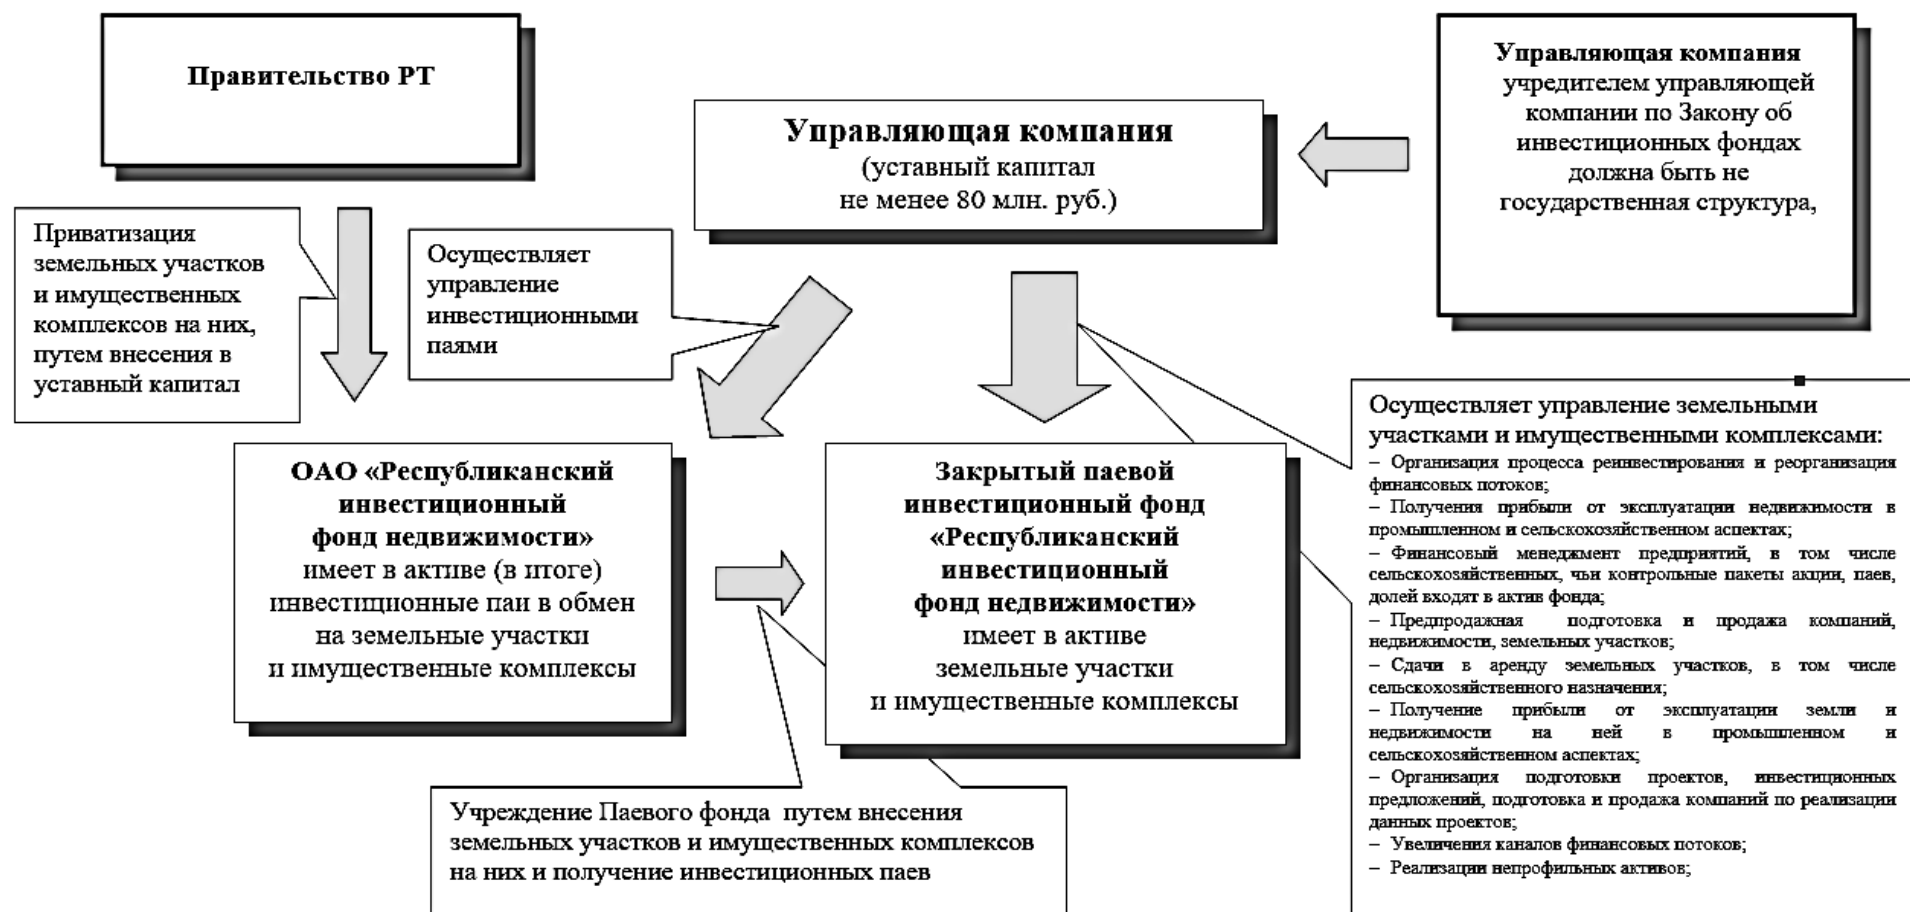 Правительство РТ
Управляющая компания
(уставный капитал
не менее 80 млн. руб.)
Управляющая компания
учредителем управляющей
компании по Закону об
инвестиционных фондах
должна быть не
государственная структура,
Приватизация
земельных участков
и имущественных
комплексов на них,
путем внесения в
уставный капитал
Осуществляет
управление
инвестиционными
паями
ОАО «Республиканский
инвестиционный
фонд недвижимости»
имеет в активе (в итоге)
инвестиционные паи в обмен
на земельные участки
и имущественные комплексы
Закрытый паевой
инвестиционный фонд
«Республиканский
инвестиционный
фонд недвижимости»
имеет в активе
земельные участки
и имущественные комплексы
Осуществляет управление земельными
участками и имущественными комплексами:
– Организация процесса реинвестирования и реорганизация
финансовых потоков;
– Получения прибыли от эксплуатации недвижимости в
промышленном и сельскохозяйственном аспектах;
– Финансовый менеджмент предприятий, в том числе
сельскохозяйственных, чьи контрольные пакеты акции, паев,
долей входят в актив фонда;
– Предпродажная подготовка и продажа компаний,
недвижимости, земельных участков;
– Сдачи в аренду земельных участков, в том числе
сельскохозяйственного назначения;
– Получение прибыли от эксплуатации земли и
недвижимости на ней в промышленном и
сельскохозяйственном аспектах;
– Организация подготовки проектов, инвестиционных
предложений, подготовка и продажа компаний по реализации
данных проектов;
– Увеличения каналов финансовых потоков;
– Реализации непрофильных активов;
Учреждение Паевого фонда путем внесения
земельных участков и имущественных комплексов
на них и получение инвестиционных паев